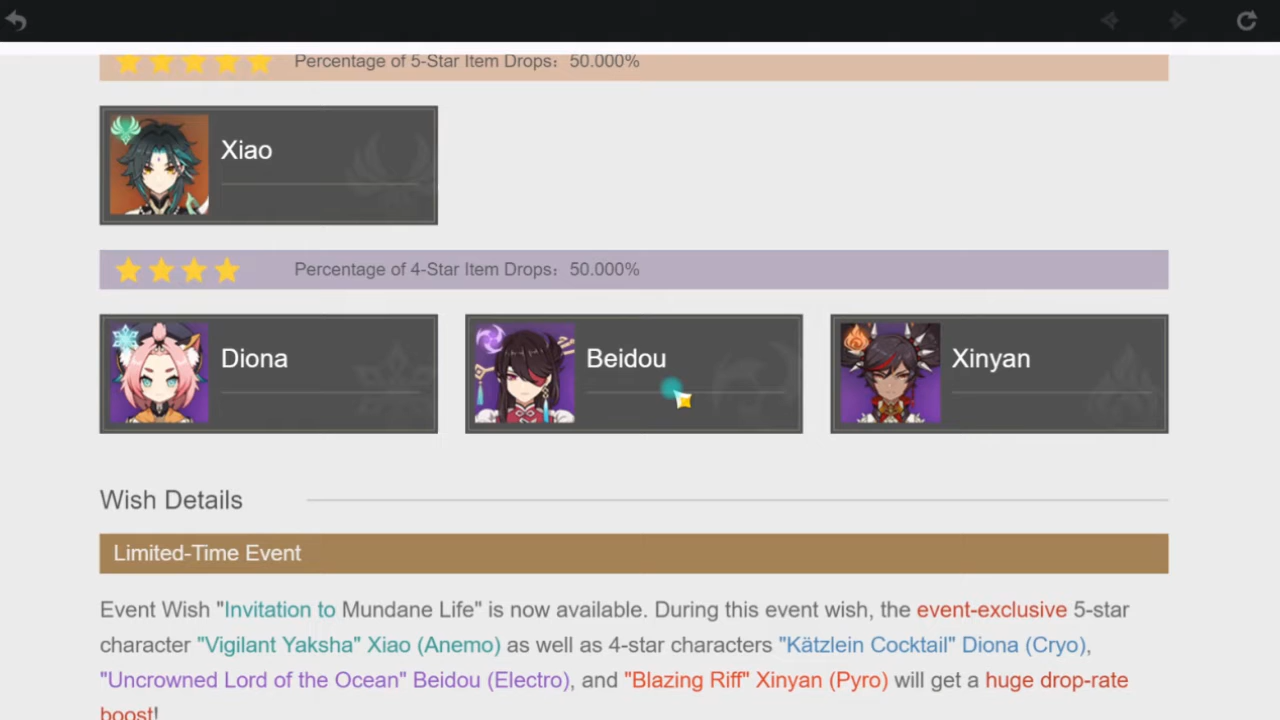 Percentage of 5-Star Item Drops: 50.000%
Xiao
Percentage of 4-Star Item Drops: 50.000%
Diona
Beidou
Xinyan
Wish Details
Limited-Time Event
Event Wish "Invitation to Mundane Life" is now available. During this event wish, the event-exclusive 5-star
character "Vigilant Yaksha" Xiao (Anemo) as well as 4-star characters "Kätzlein Cocktail" Diona (Cryo),
"Uncrowned Lord of the Ocean" Beidou (Electro), and "Blazing Riff" Xinyan (Pyro) will get a huge drop-rate
boost!